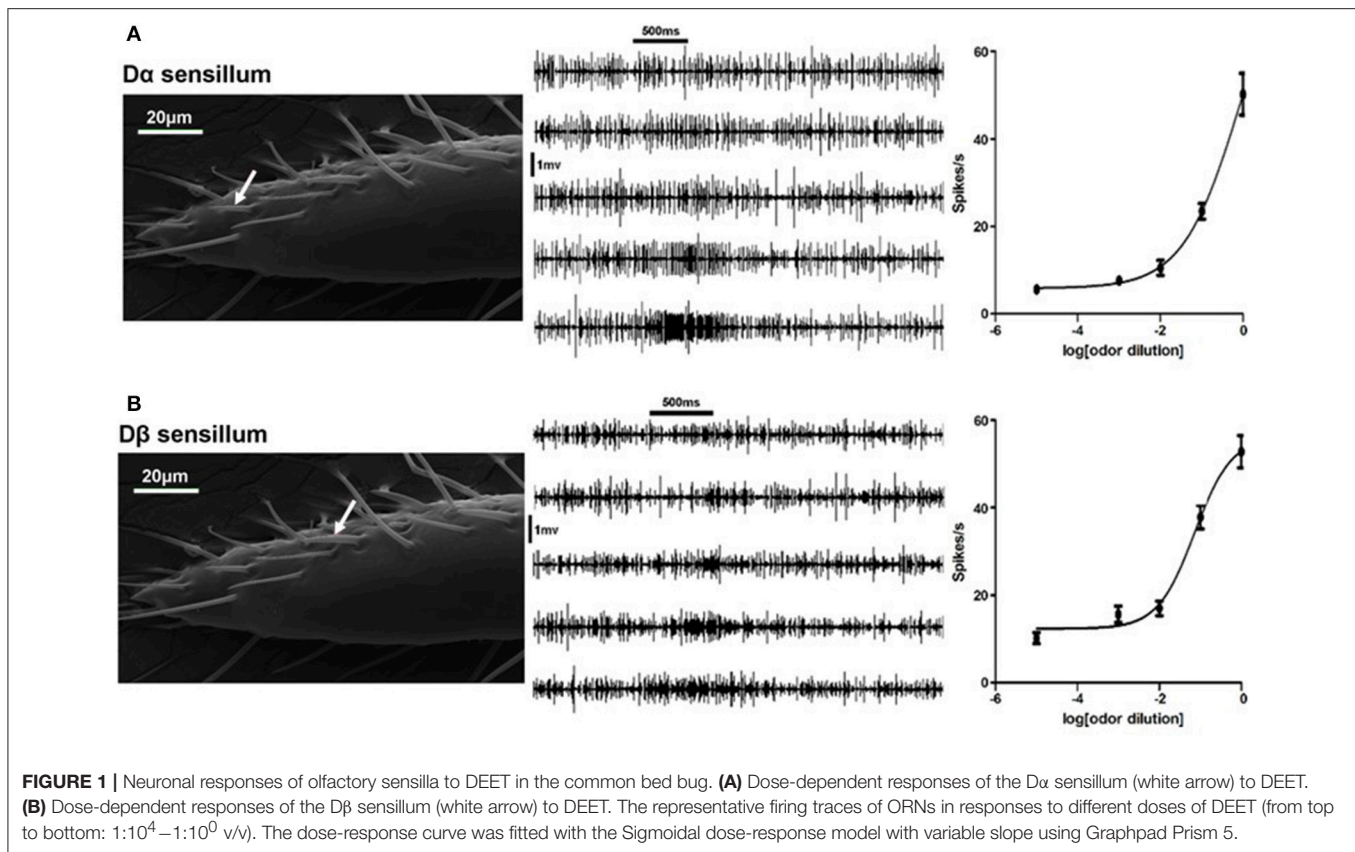 A
Dα sensillum
20μm
500ms
1mv
60
40
20
0
Spikes/s
-6
-4
-2
0
log[odor dilution]
B
Dβ sensillum
20μm
500ms
1mv
60
40
20
0
Spikes/s
-6
-4
-2
0
log[odor dilution]
FIGURE 1 | Neuronal responses of olfactory sensilla to DEET in the common bed bug. (A) Dose-dependent responses of the Dα sensillum (white arrow) to DEET.
(B) Dose-dependent responses of the Dβ sensillum (white arrow) to DEET. The representative firing traces of ORNs in responses to different doses of DEET (from top
to bottom: 1:10⁴−1:10⁰ v/v). The dose-response curve was fitted with the Sigmoidal dose-response model with variable slope using Graphpad Prism 5.